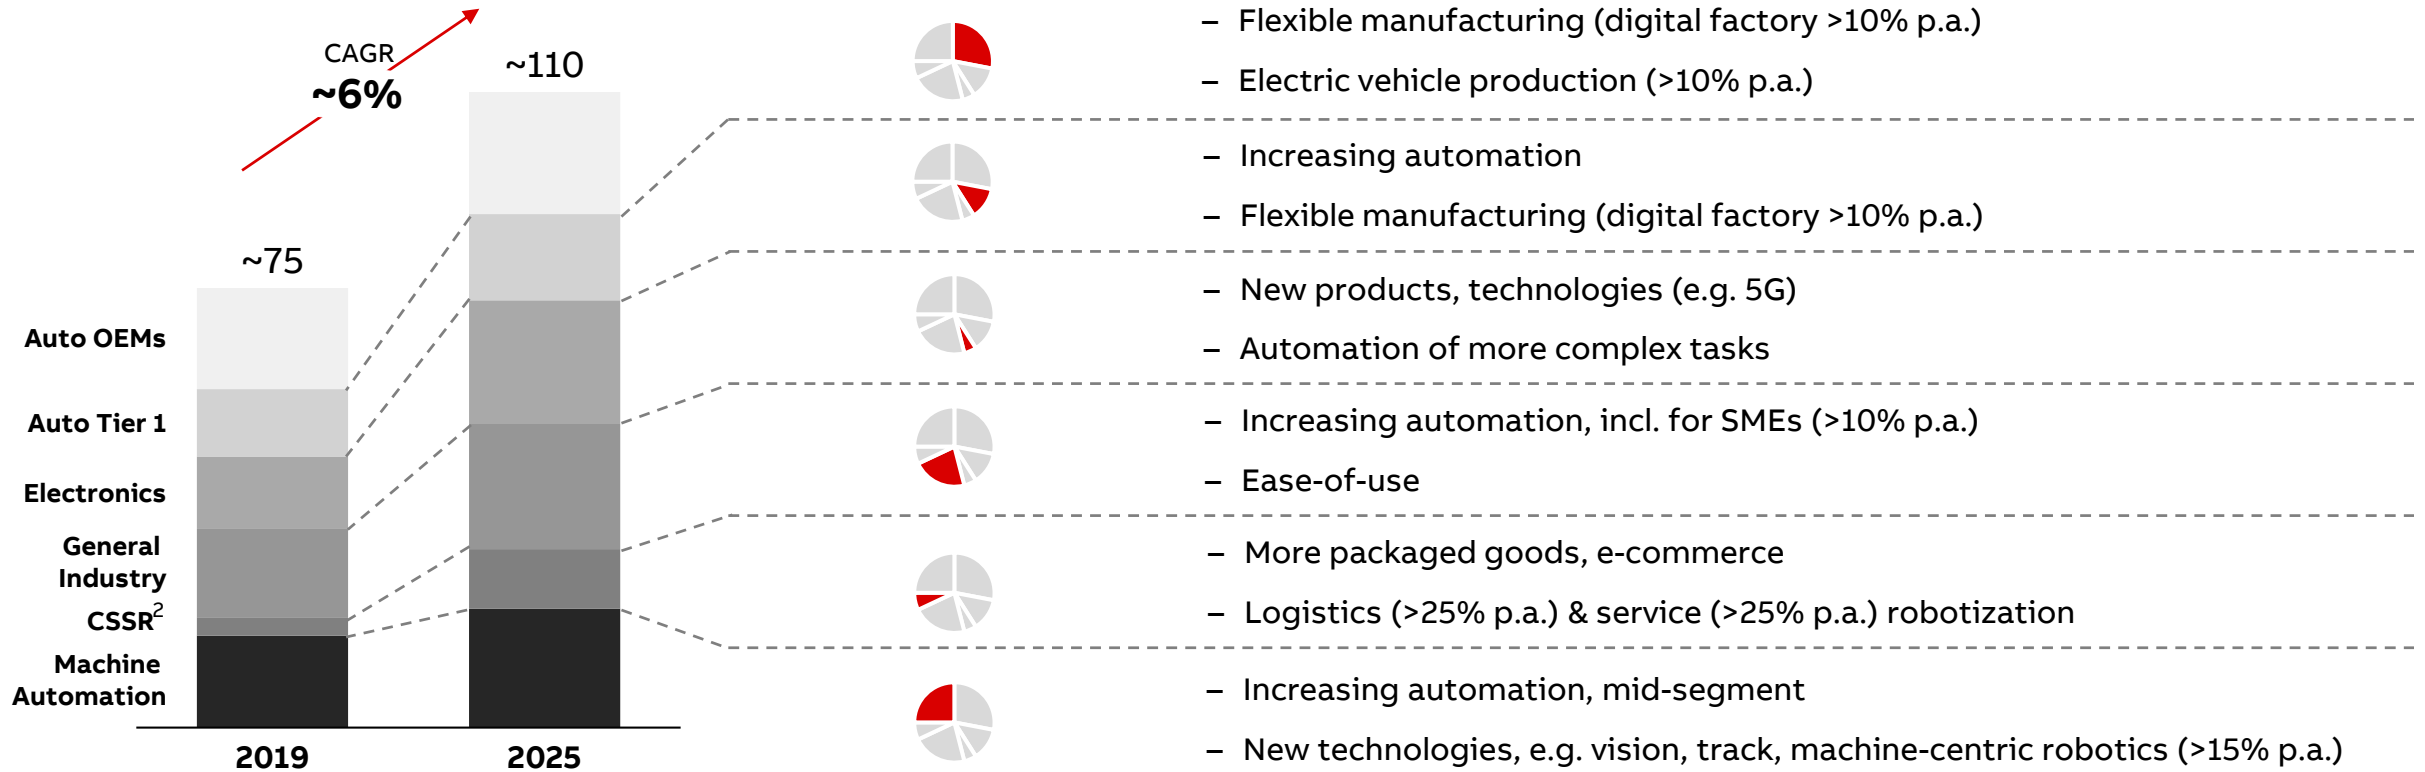 CAGR
~6%
~110
~75
Auto OEMs
Auto Tier 1
Electronics
General
Industry
CSSR2
Machine
Automation
2019
2025
– Flexible manufacturing (digital factory >10% p.a.)
– Electric vehicle production (>10% p.a.)
– Increasing automation
– Flexible manufacturing (digital factory >10% p.a.)
– New products, technologies (e.g. 5G)
– Automation of more complex tasks
– Increasing automation, incl. for SMEs (>10% p.a.)
– Ease-of-use
– More packaged goods, e-commerce
– Logistics (>25% p.a.) & service (>25% p.a.) robotization
– Increasing automation, mid-segment
– New technologies, e.g. vision, track, machine-centric robotics (>15% p.a.)